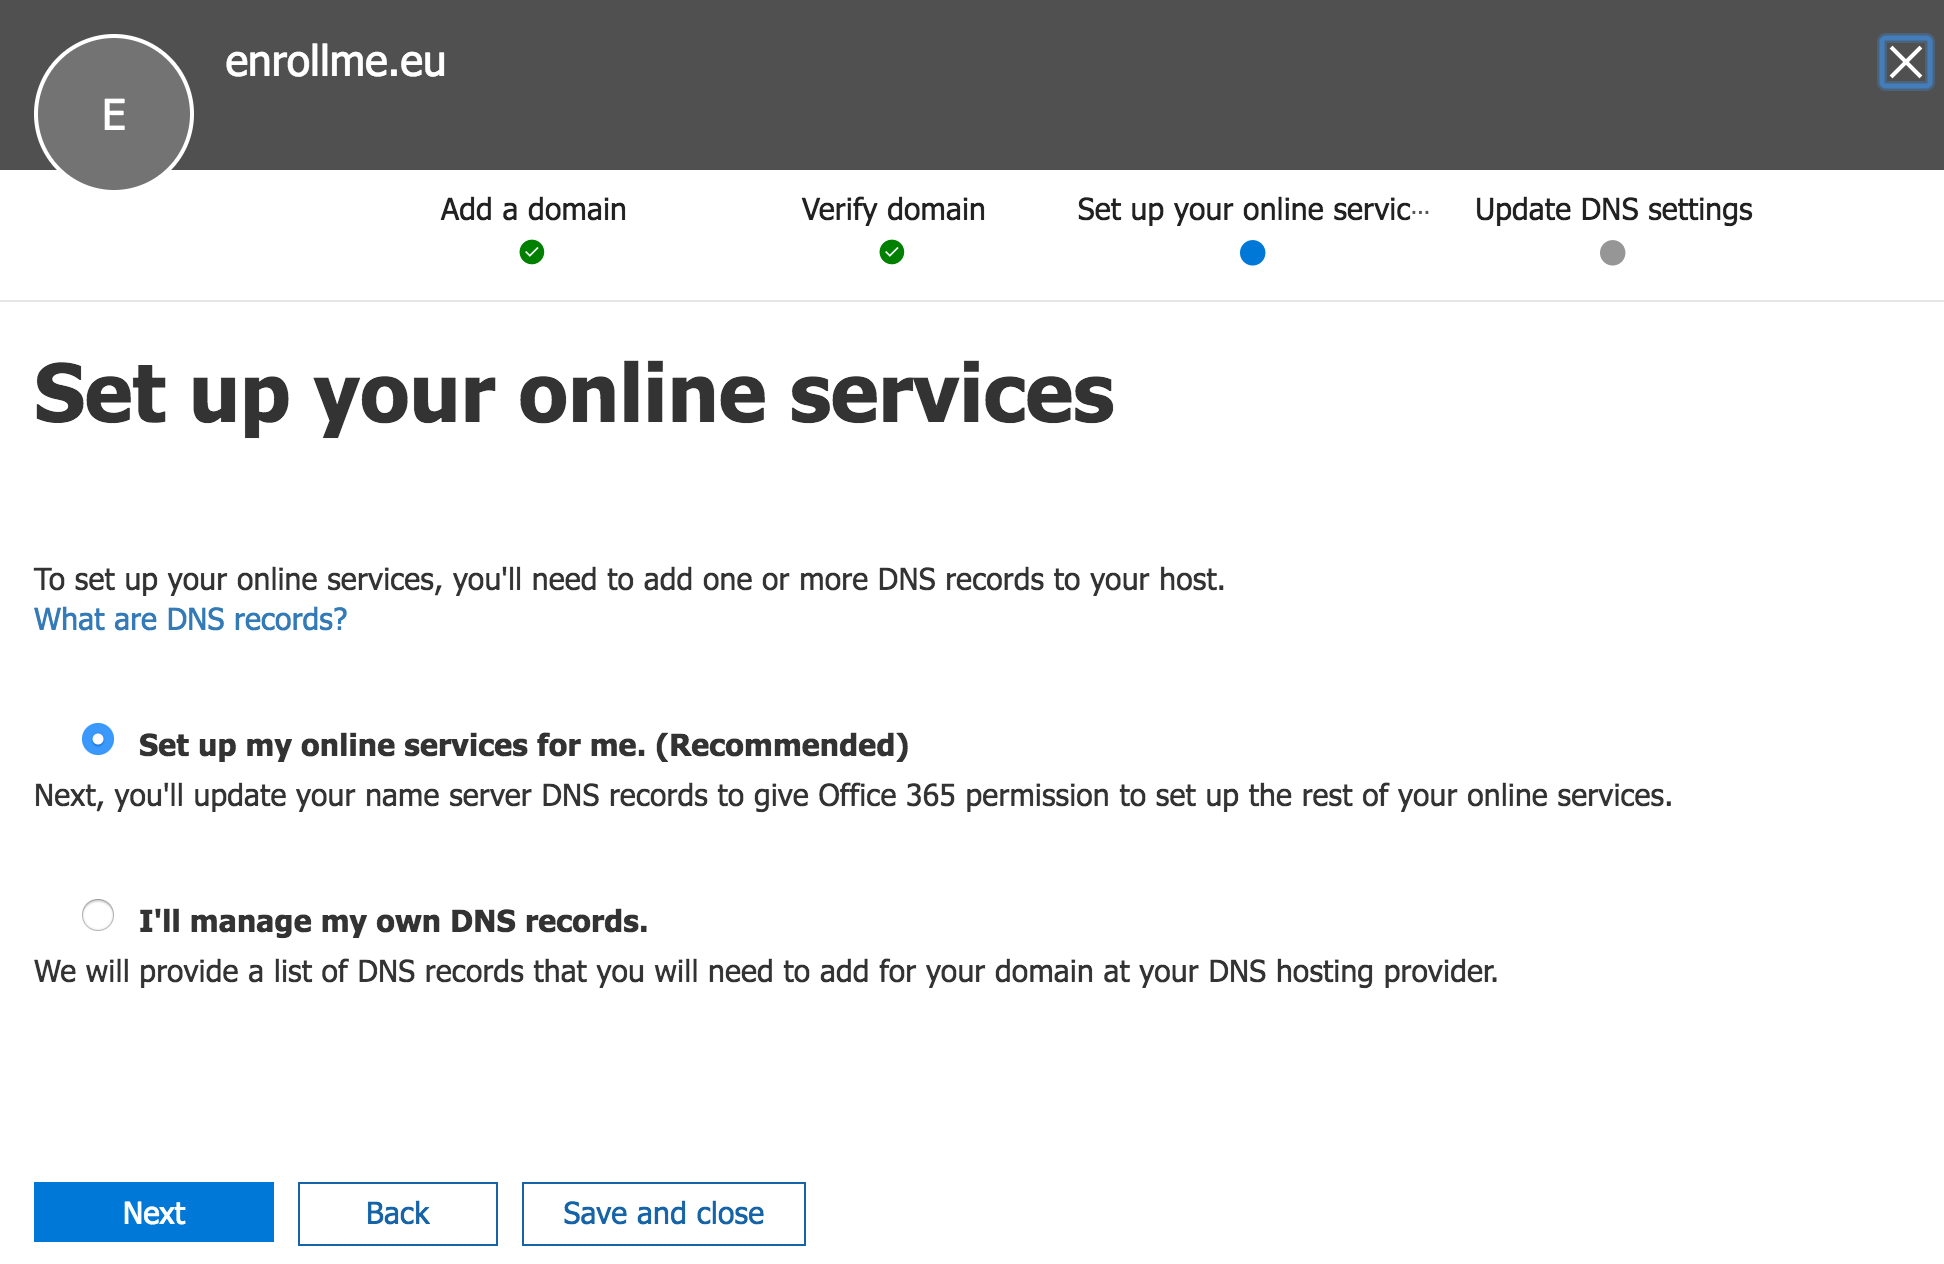 enrollme.eu
E
Add a domain
Verify domain
Set up your online servic...
Update DNS settings
Set up your online services
To set up your online services, you'll need to add one or more DNS records to your host.
What are DNS records?
Set up my online services for me. (Recommended)
Next, you'll update your name server DNS records to give Office 365 permission to set up the rest of your online services.
I'll manage my own DNS records.
We will provide a list of DNS records that you will need to add for your domain at your DNS hosting provider.
Next
Back
Save and close